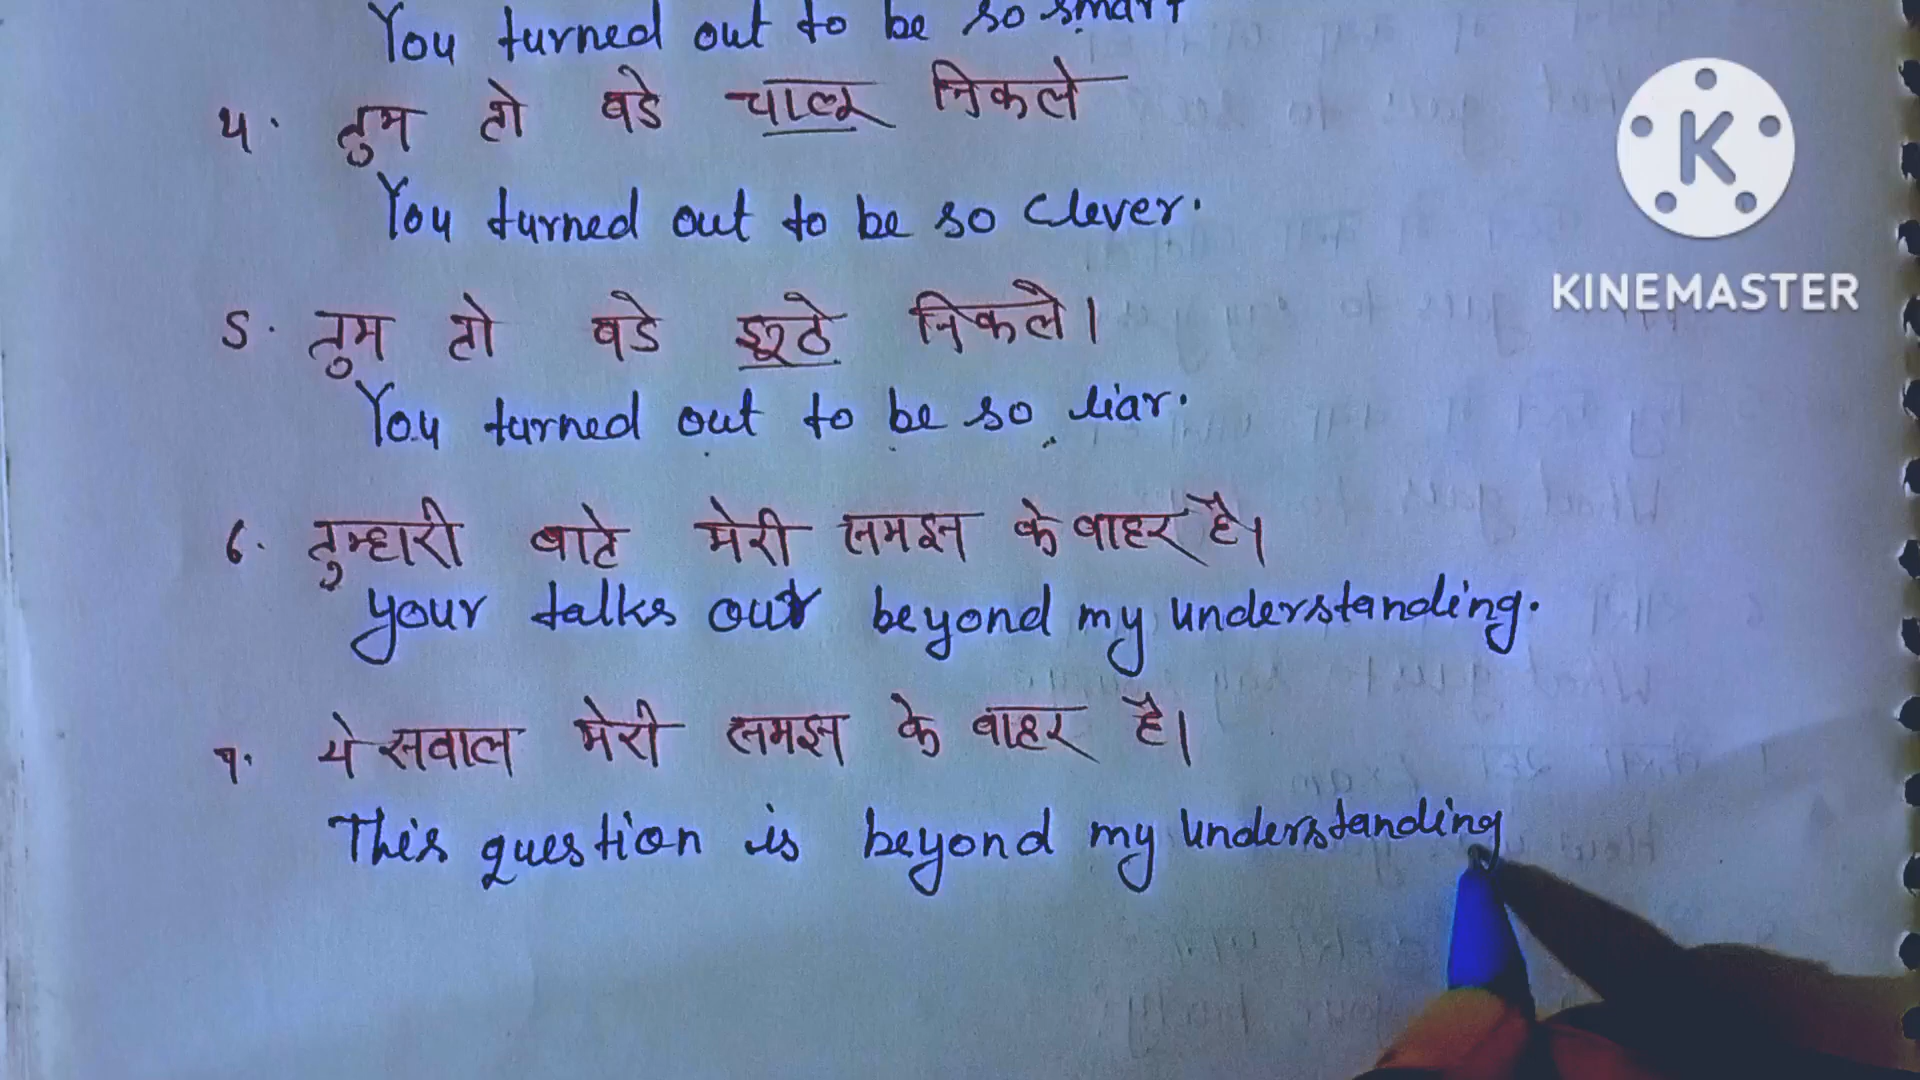 You turned out to be so smart
4. तुम तो बडे चालू निकले
You turned out to be so clever.
5. तुम तो बडे झूठे निकले।
You turned out to be so liar.
6. तुम्हारी बाते मेरी समझ के बाहर है।
your talks out beyond my understanding.
7. ये सवाल मेरी समझ के बाहर है।
This question is beyond my understanding
K
KINEMASTER